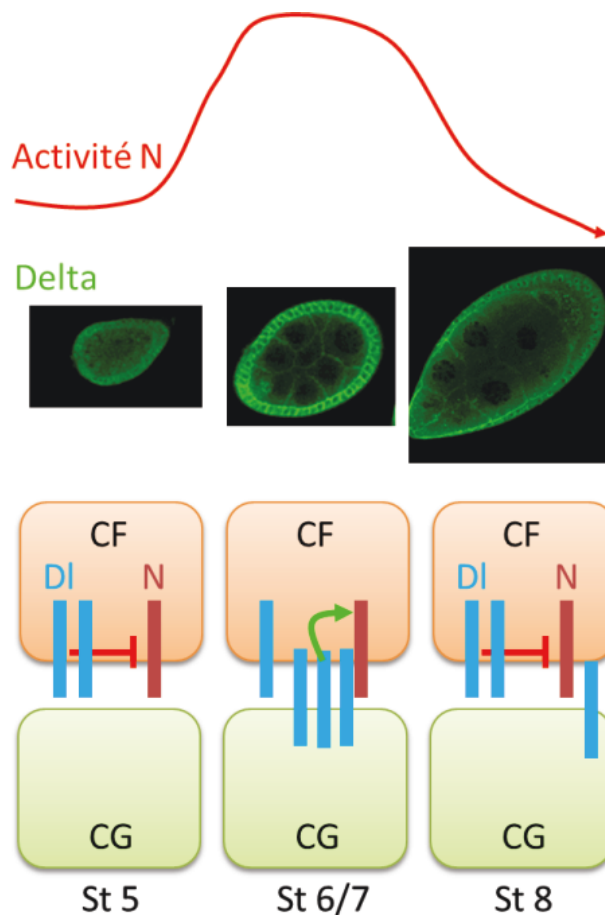 Activité N
Delta
CF CF CF
Dl N Dl N
CG CG CG
St 5 St 6/7 St 8